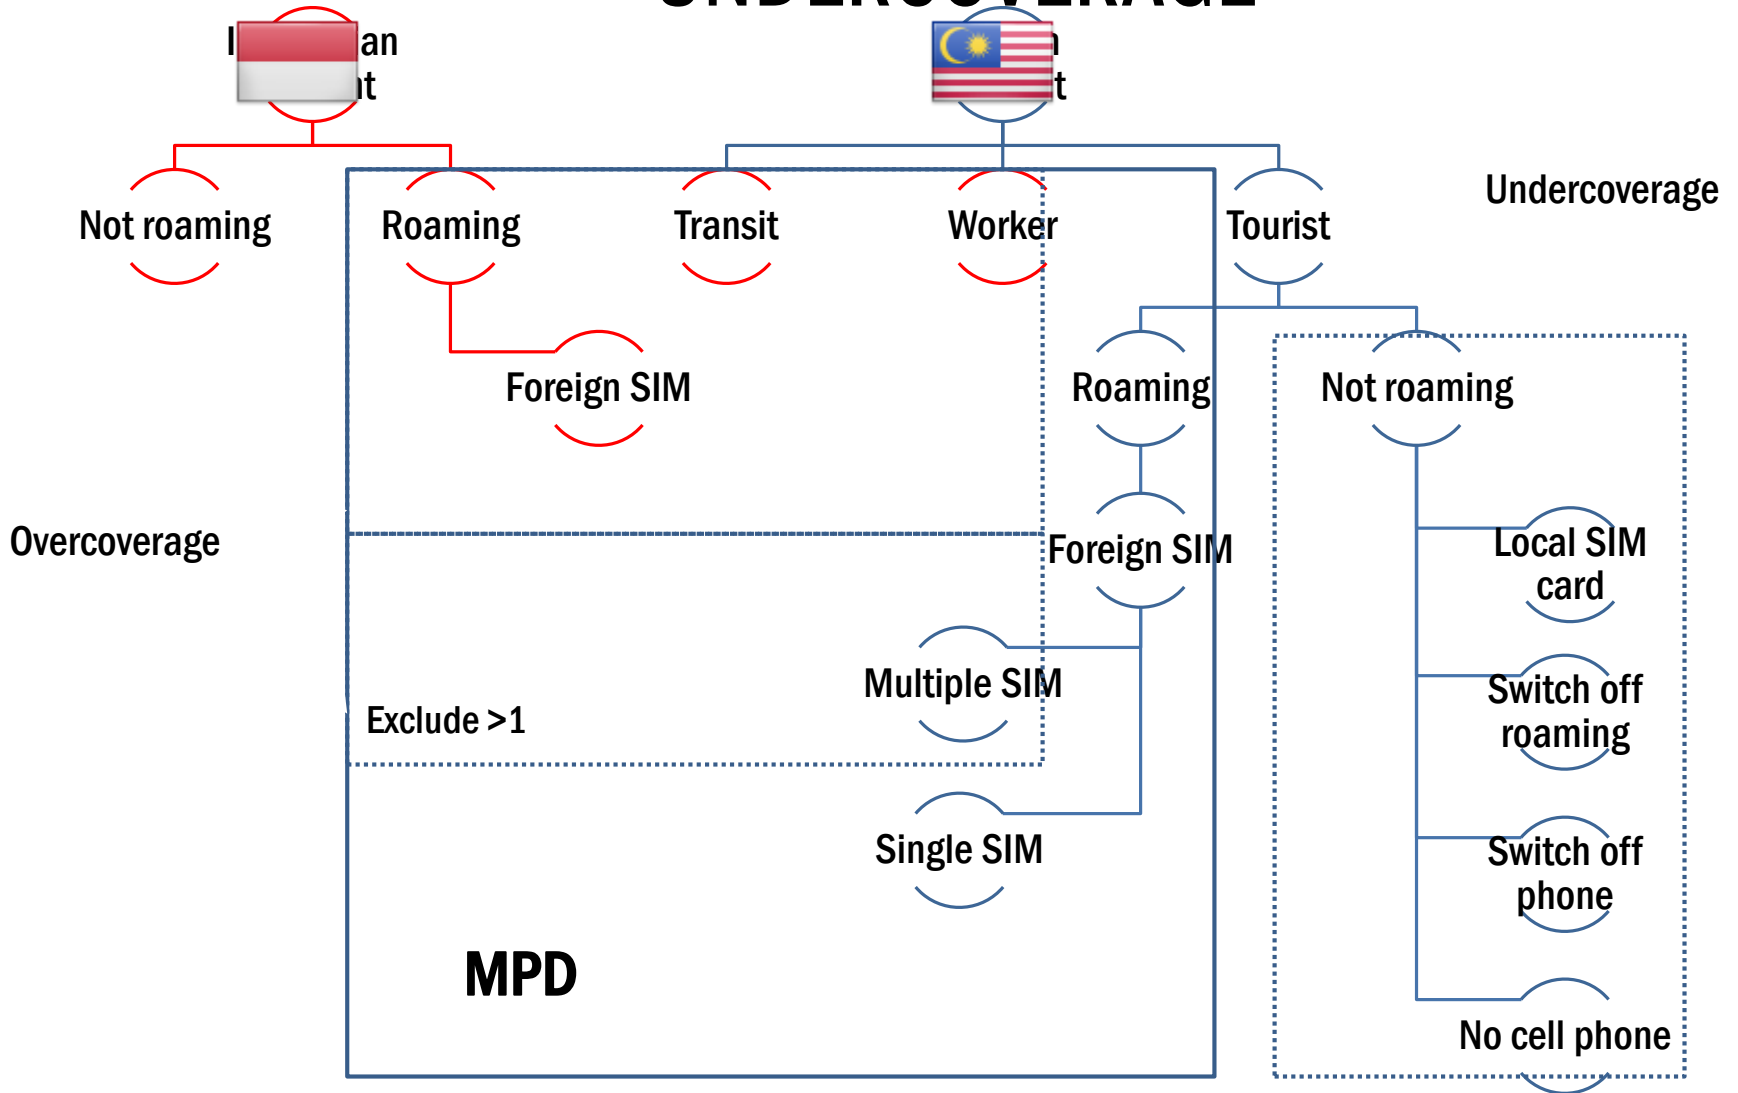 UNDERCOVERAGE
Undercoverage
Not roaming
Roaming
Transit
Worker
Tourist
Foreign SIM
Roaming
Not roaming
Overcoverage
Foreign SIM
Local SIM
card
Multiple SIM
Exclude >1
Switch off
roaming
Single SIM
Switch off
phone
MPD
No cell phone